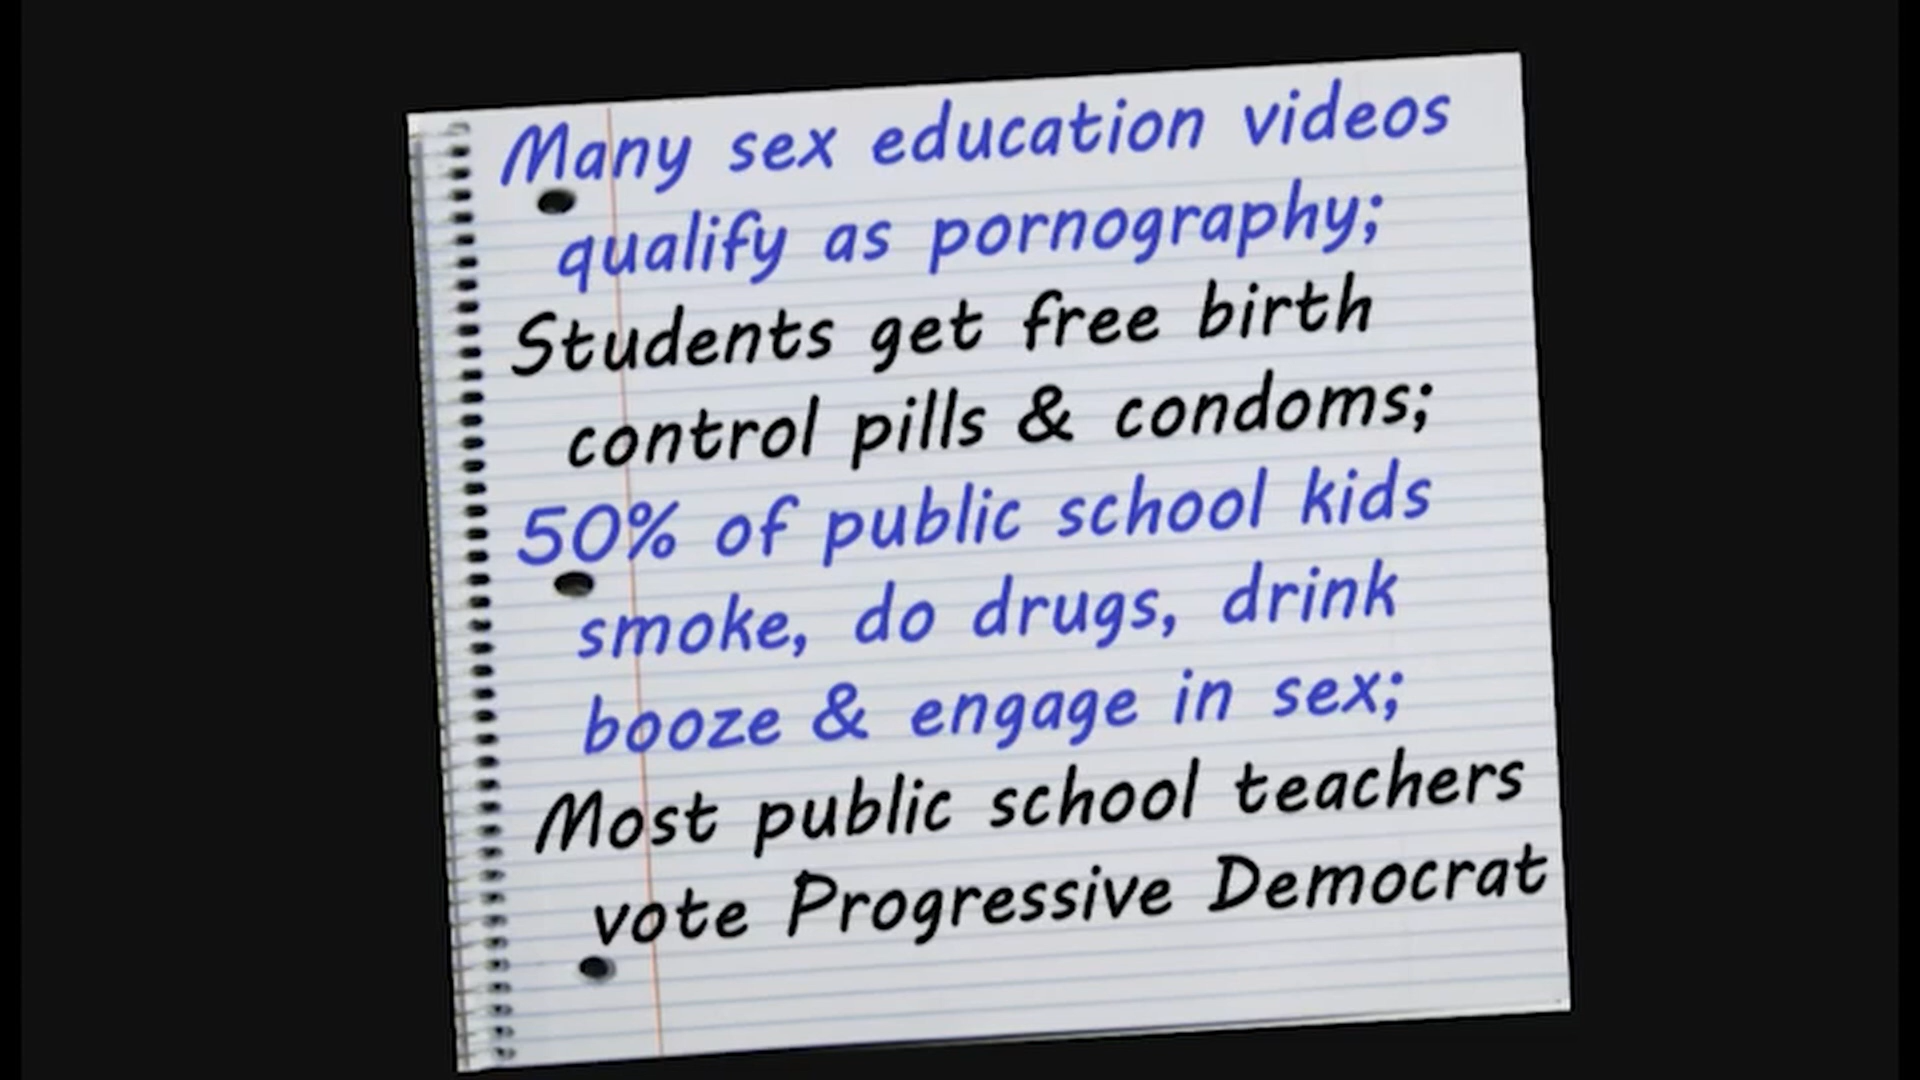 Many sex education videos
qualify as pornography;
Students get free birth
control pills & condoms;
50% of public school kids
smoke, do drugs, drink
booze & engage in sex;
Most public school teachers
vote Progressive Democrat